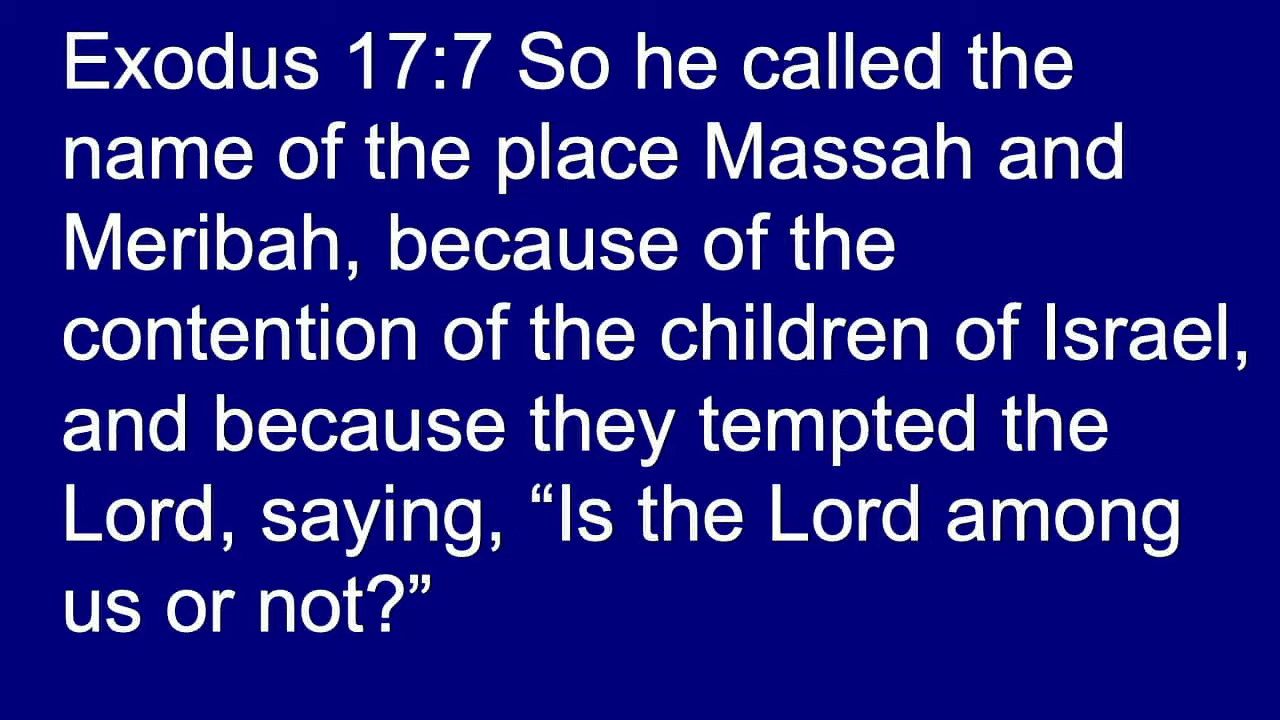 Exodus 17:7 So he called the
name of the place Massah and
Meribah, because of the
contention of the children of Israel,
and because they tempted the
Lord, saying, “Is the Lord among
us or not?”